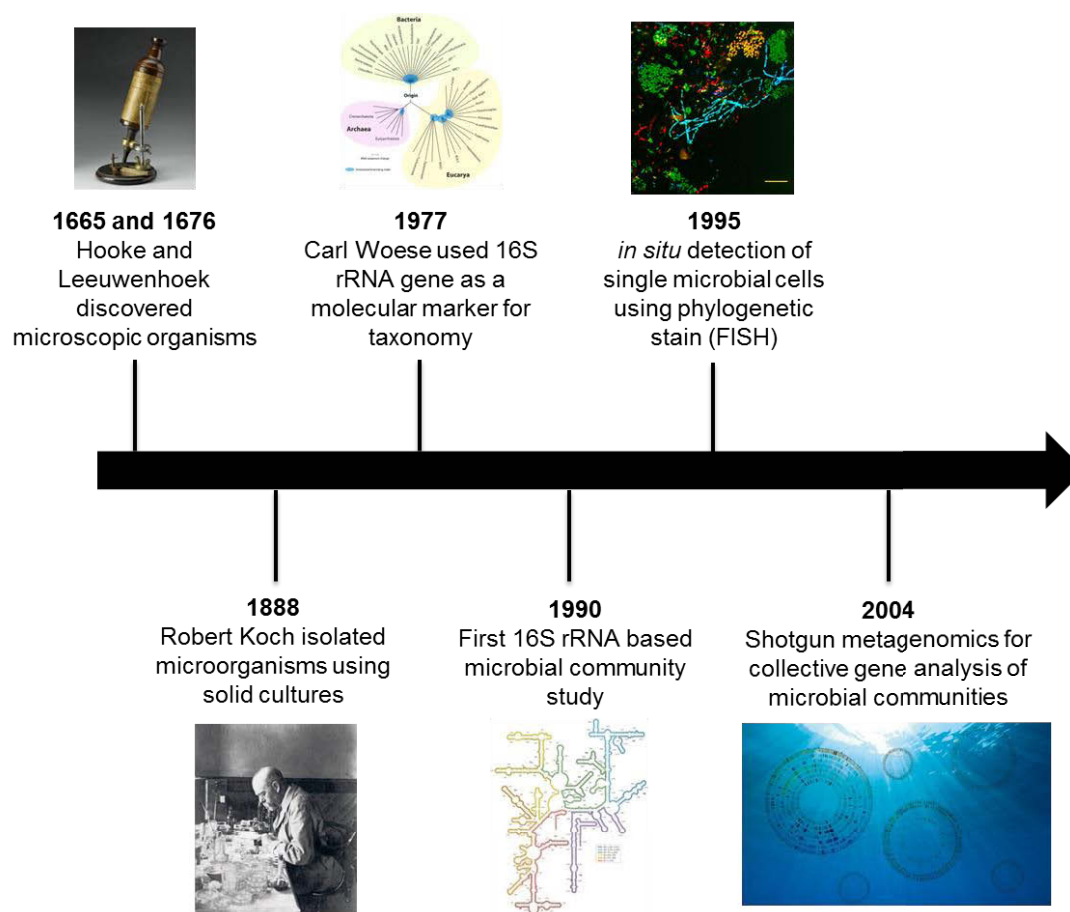 Bacteria
Origin
Archaea
Eucarya
1665 and 1676
Hooke and
Leeuwenhoek
discovered
microscopic organisms
1977
Carl Woese used 16S
rRNA gene as a
molecular marker for
taxonomy
1995
in situ detection of
single microbial cells
using phylogenetic
stain (FISH)
1888
Robert Koch isolated
microorganisms using
solid cultures
1990
First 16S rRNA based
microbial community
study
2004
Shotgun metagenomics for
collective gene analysis of
microbial communities